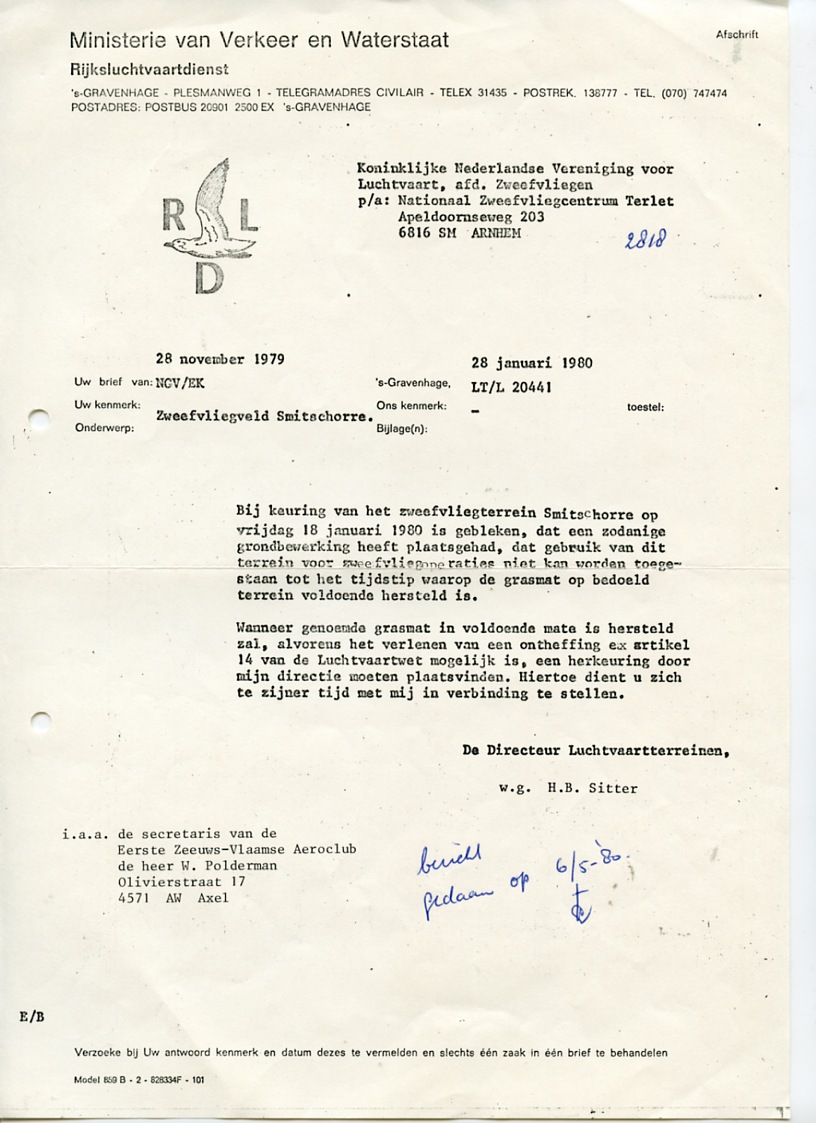 Ministerie van Verkeer en Waterstaat
Afschrift
Rijksluchtvaartdienst
's-GRAVENHAGE - PLESMANWEG 1 - TELEGRAMADRES CIVILAIR - TELEX 31435 - POSTREK. 138777 - TEL. (070) 747474
POSTADRES: POSTBUS 20901 2500 EX 's-GRAVENHAGE
R L
D
Koninklijke Nederlandse Vereniging voor
Luchtvaart, afd. Zweefvliegen
p/a: Nationaal Zweefvliegcentrum Terlet
Apeldoornseweg 203
6816 SM ARNHEM
2818
28 november 1979
28 januari 1980
Uw brief van: NCV/EK
's-Gravenhage, LT/L 20441
Uw kenmerk:
Ons kenmerk: -
toestel:
Zweefvliegveld Smitschorre.
Onderwerp:
Bijlage(n):
Bij keuring van het zweefvliegterrein Smitschorre op
vrijdag 18 januari 1980 is gebleken, dat een zodanige
grondbewerking heeft plaatsgehad, dat gebruik van dit
terrein voor zweefvliegoperaties niet kan worden toege-
staan tot het tijdstip waarop de grasmat op bedoeld
terrein voldoende hersteld is.
Wanneer genoemde grasmat in voldoende mate is hersteld
zal, alvorens het verlenen van een ontheffing ex artikel
14 van de Luchtvaartwet mogelijk is, een herkeuring door
mijn directie moeten plaatsvinden. Hiertoe dient u zich
te zijner tijd met mij in verbinding te stellen.
De Directeur Luchtvaartterreinen,
w.g. H.B. Sitter
i.a.a. de secretaris van de
Eerste Zeeuws-Vlaamse Aeroclub
de heer W. Polderman
Olivierstraat 17
4571 AW Axel
bericht
gedaan op 6/5-'80.
E/B
Verzoeke bij Uw antwoord kenmerk en datum dezes te vermelden en slechts één zaak in één brief te behandelen
Model 859 B - 2 - 828334F - 101